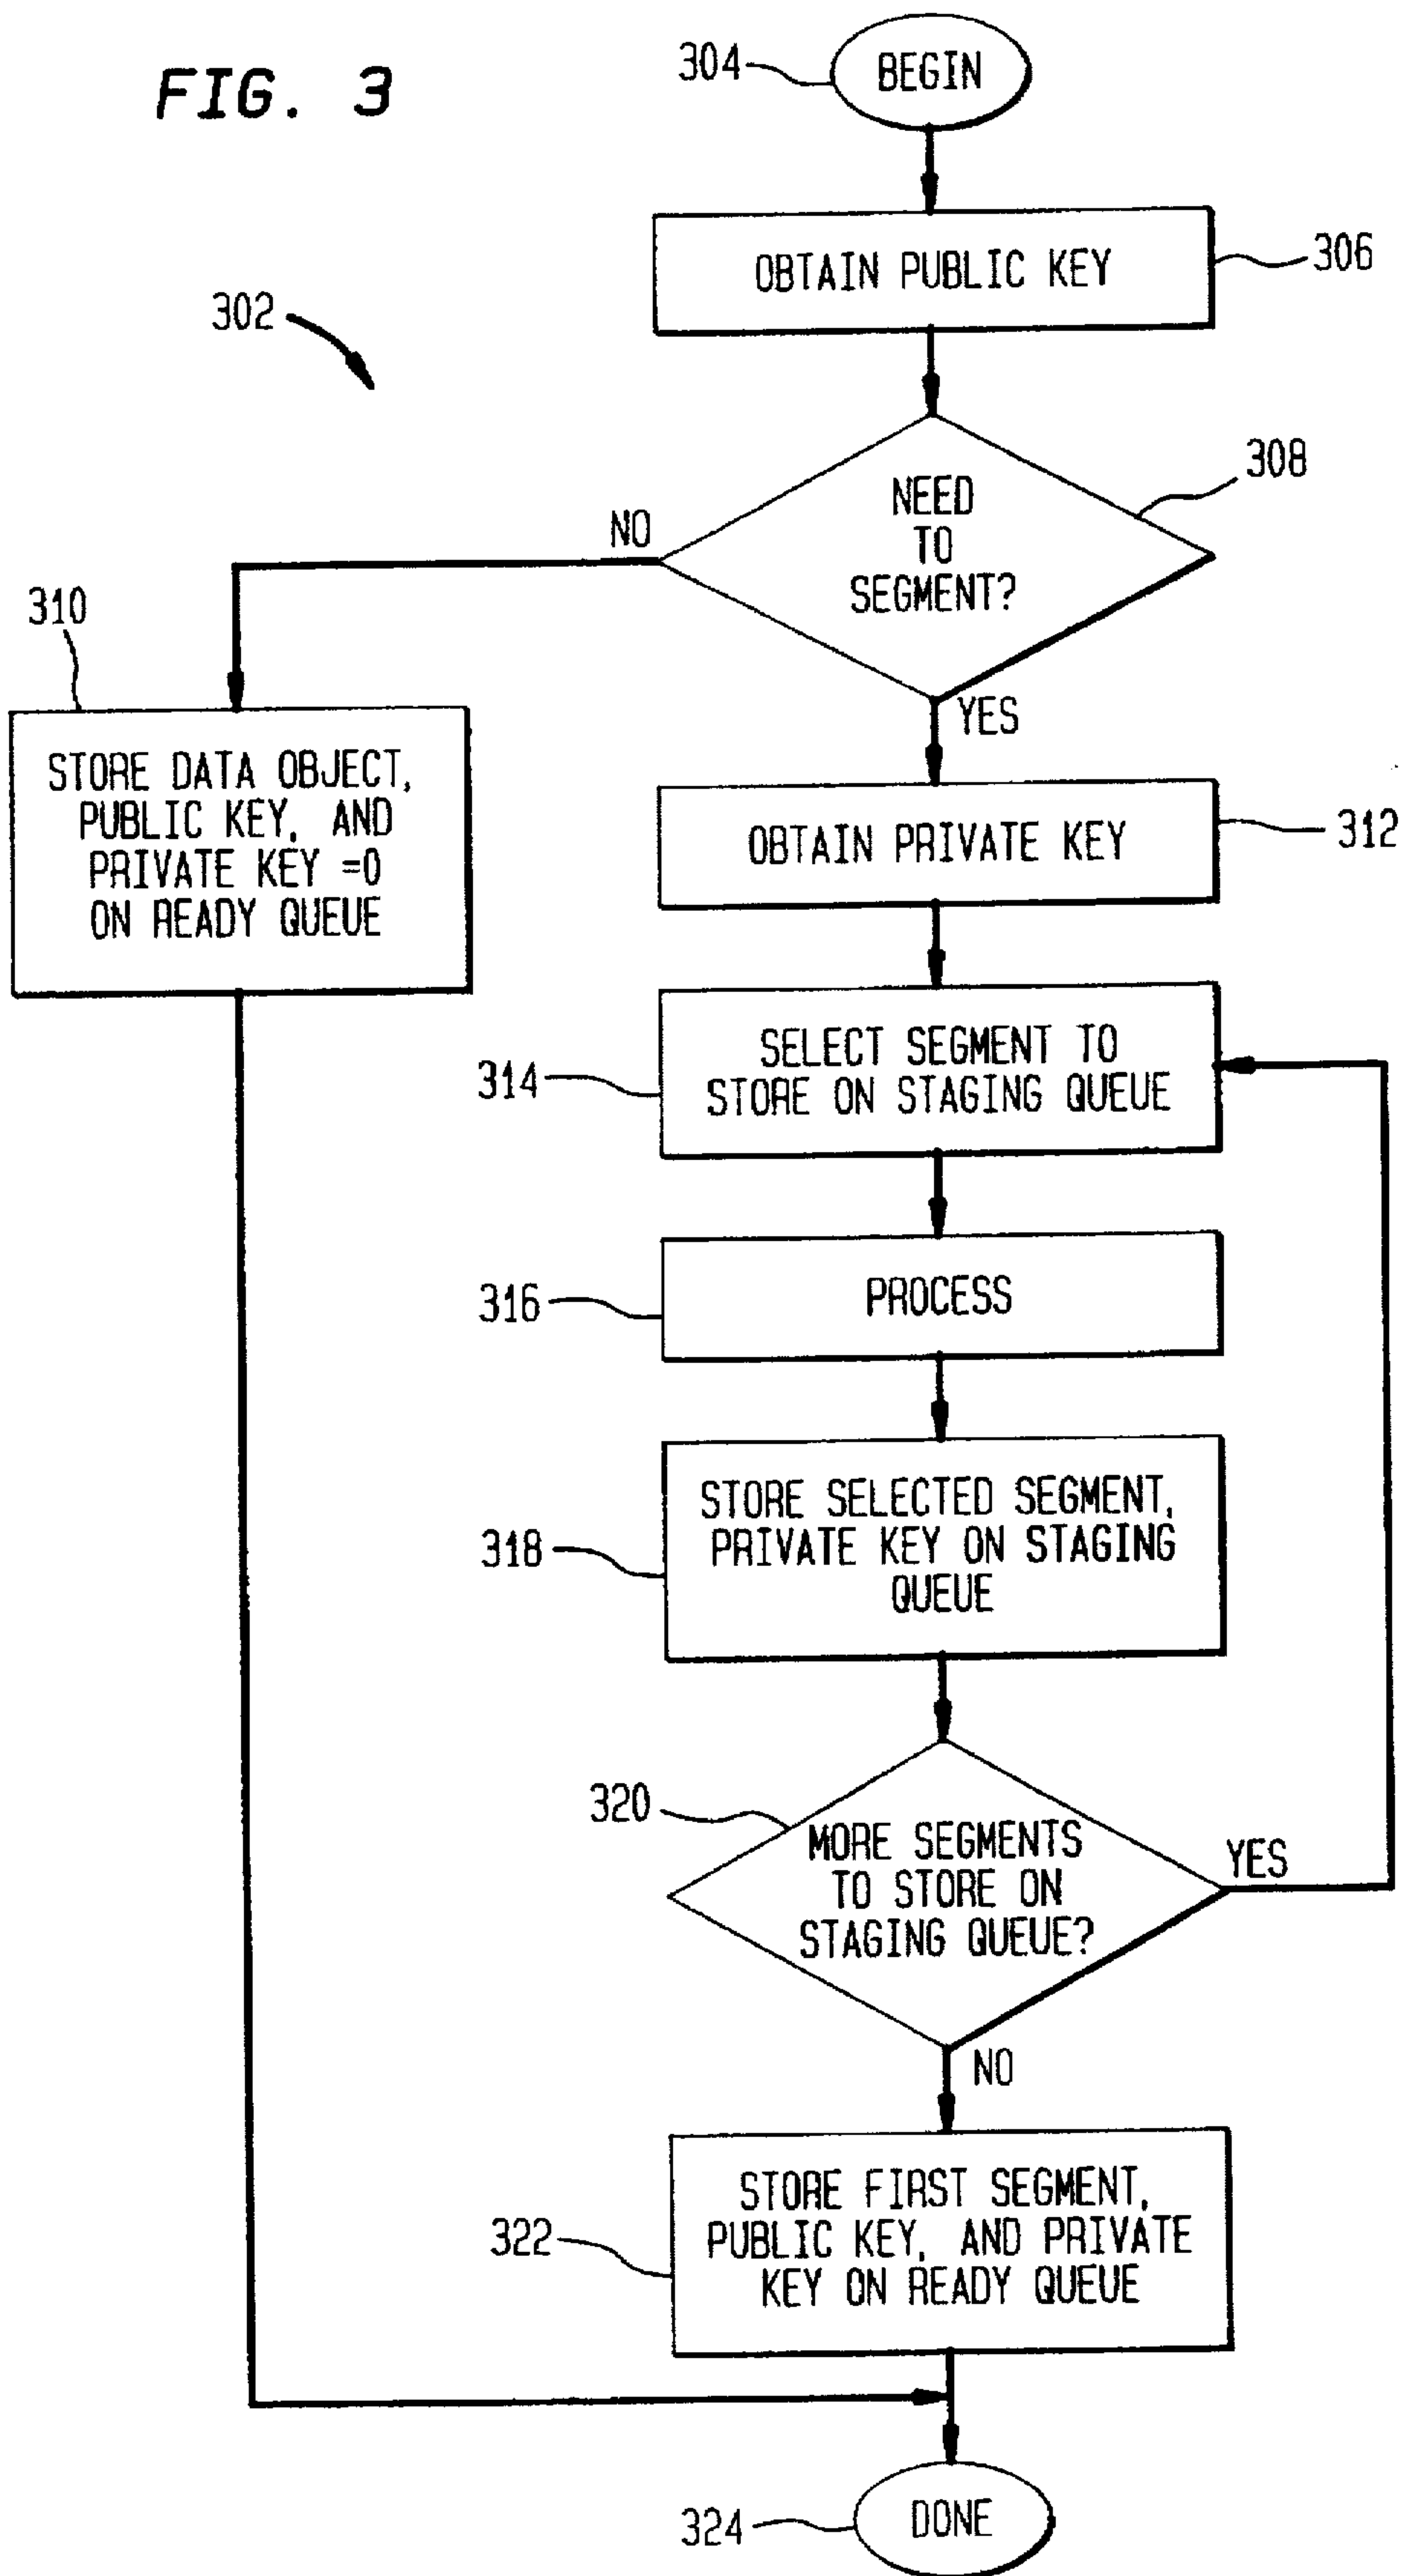 FIG. 3
304
BEGIN
OBTAIN PUBLIC KEY
306
302
308
NEED
TO
SEGMENT?
NO
YES
310
STORE DATA OBJECT,
PUBLIC KEY, AND
PRIVATE KEY =0
ON READY QUEUE
OBTAIN PRIVATE KEY
312
314
SELECT SEGMENT TO
STORE ON STAGING QUEUE
316
PROCESS
318
STORE SELECTED SEGMENT,
PRIVATE KEY ON STAGING
QUEUE
320
MORE SEGMENTS
TO STORE ON
STAGING QUEUE?
YES
NO
322
STORE FIRST SEGMENT,
PUBLIC KEY, AND PRIVATE
KEY ON READY QUEUE
324
DONE